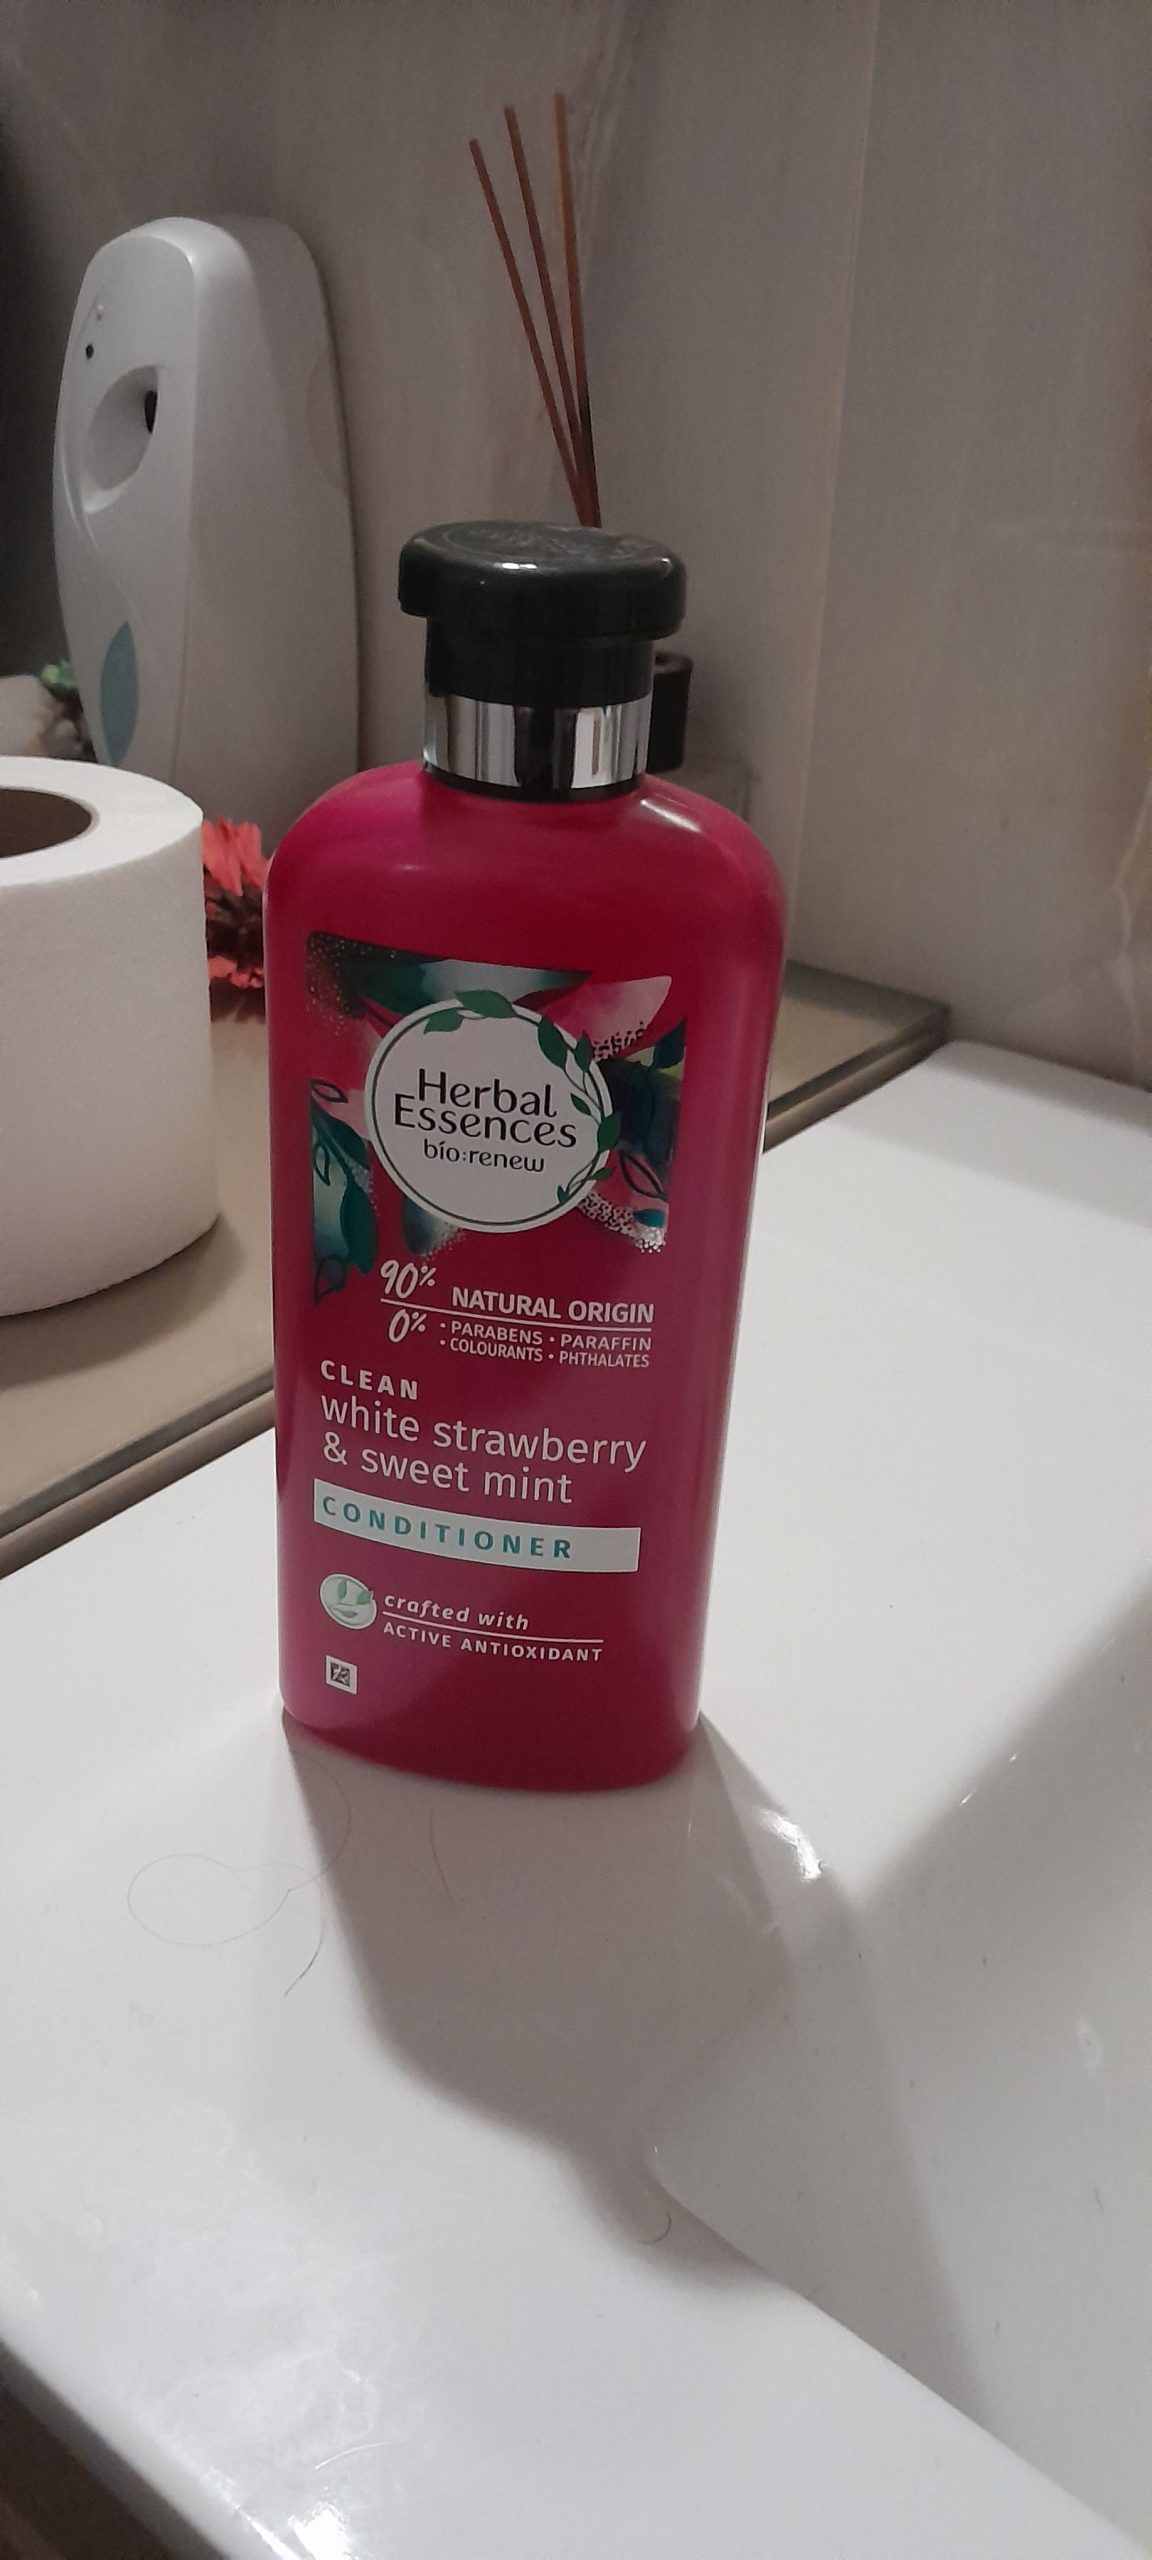 Herbal
Essences
bío:renew
90% NATURAL ORIGIN
0% • PARABENS • PARAFFIN
• COLOURANTS • PHTHALATES
CLEAN
white strawberry
& sweet mint
CONDITIONER
crafted with
ACTIVE ANTIOXIDANT